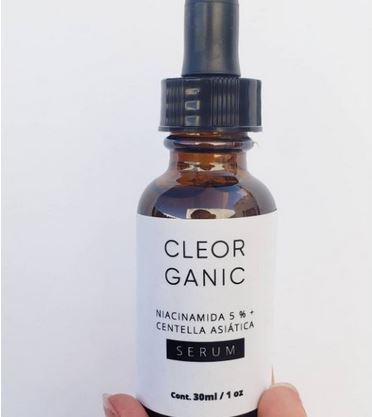 CLEOR
GANIC
NIACINAMIDA 5 % +
CENTELLA ASIÁTICA
SERUM
Cont. 30ml / 1 oz